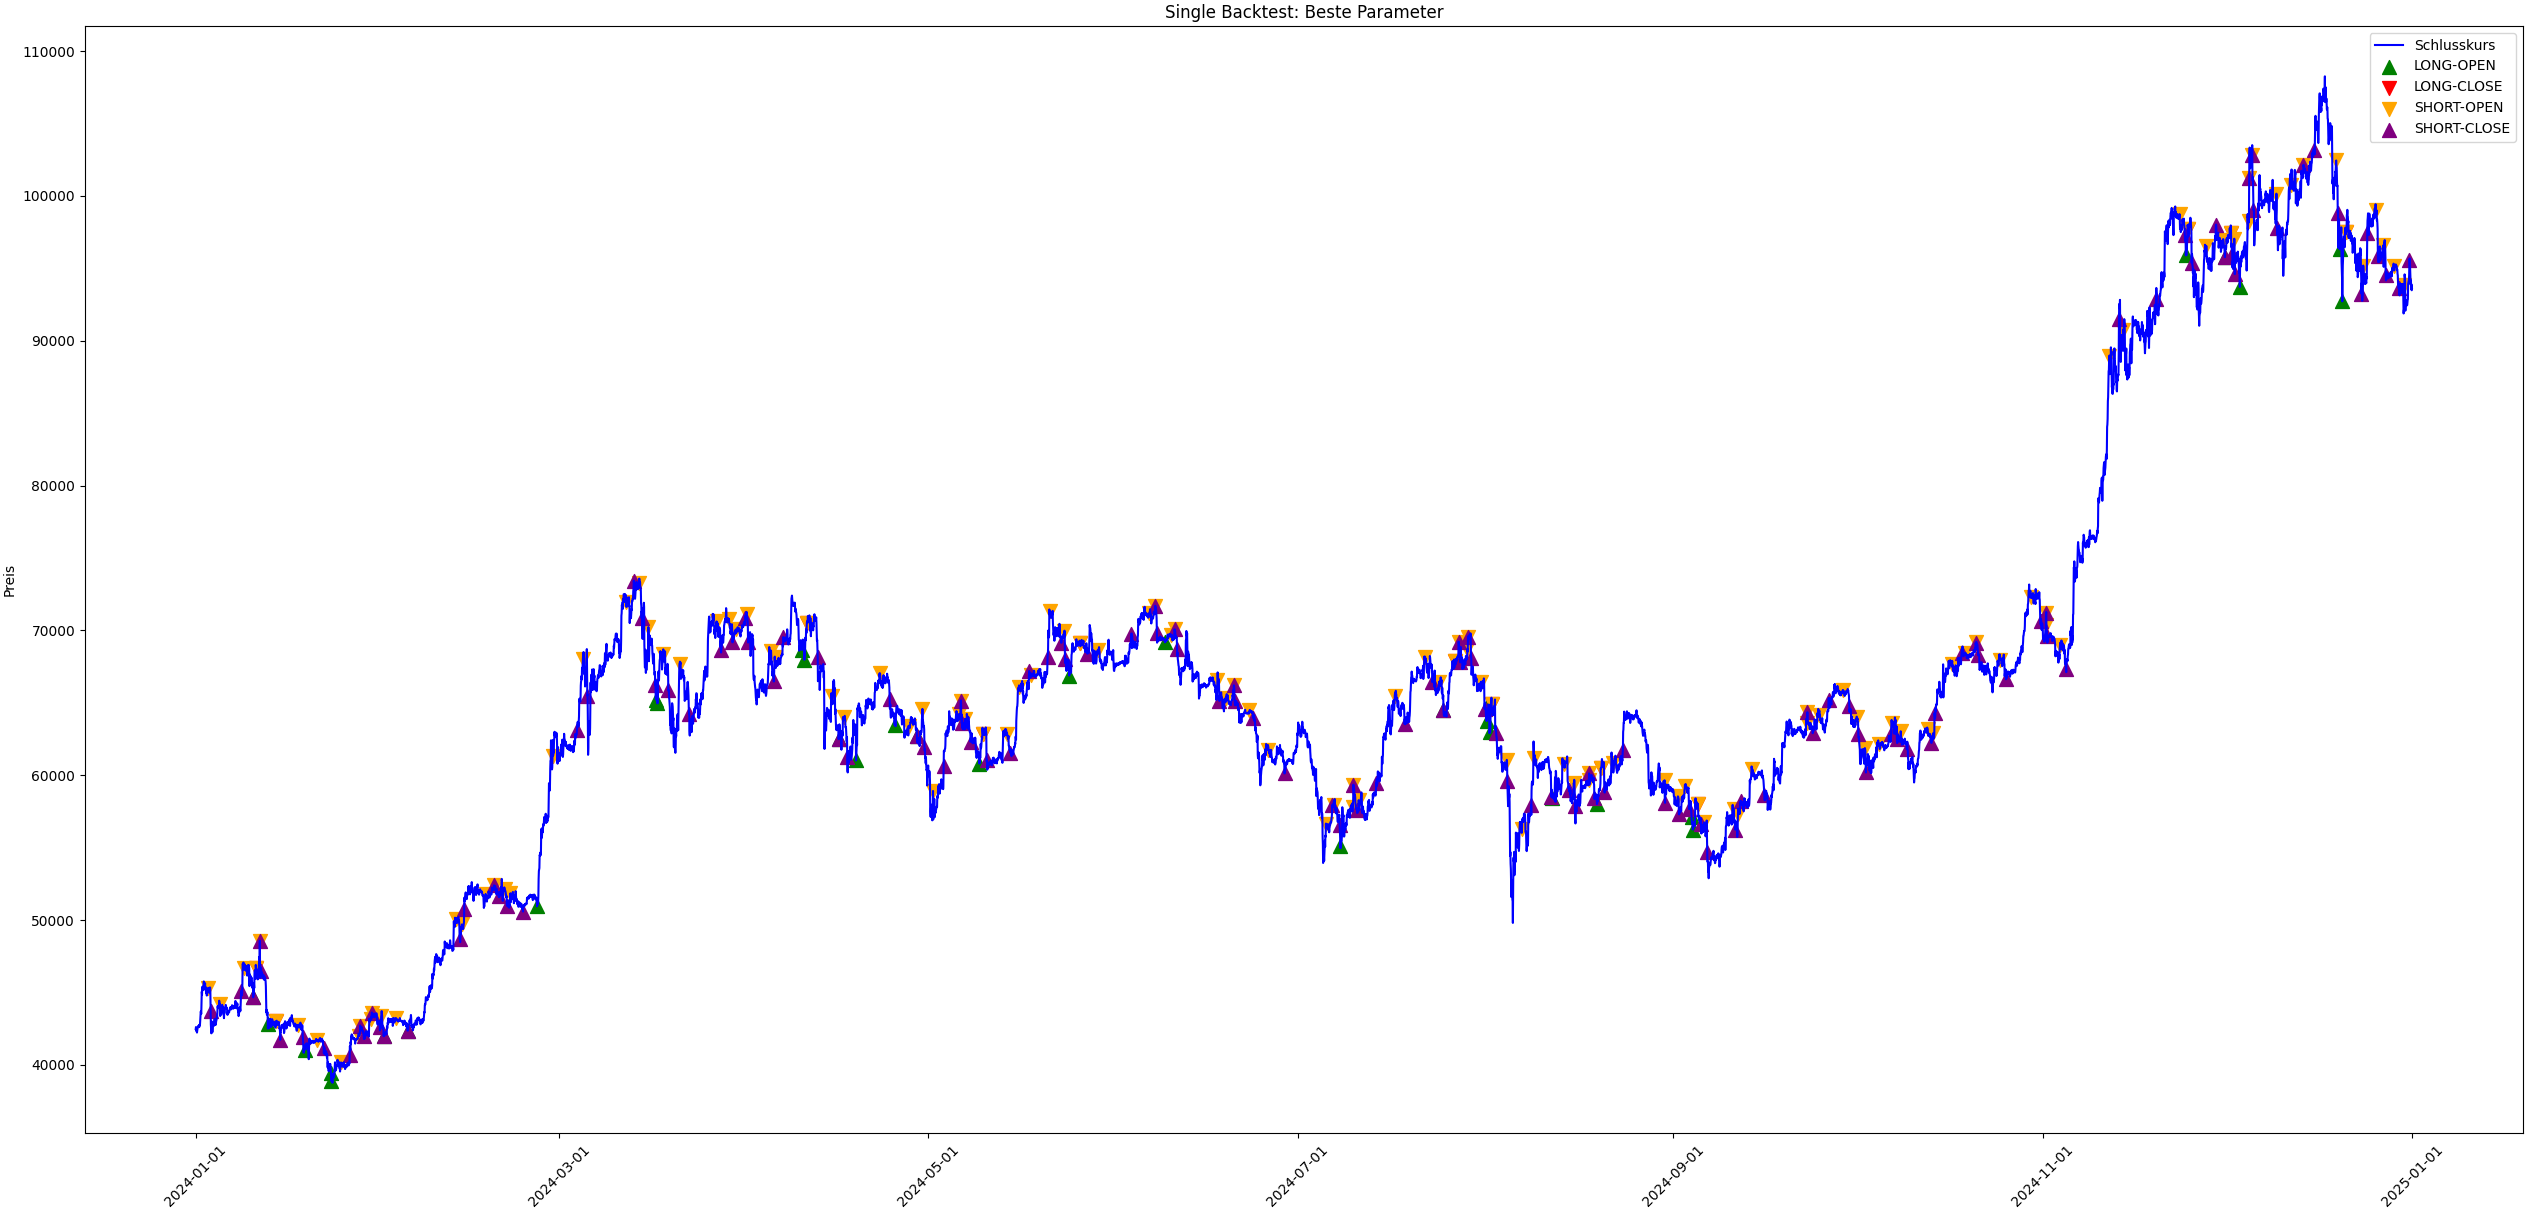 Single Backtest: Beste Parameter
110000
100000
90000
80000
70000
60000
50000
40000
Preis
Schlusskurs
LONG-OPEN
LONG-CLOSE
SHORT-OPEN
SHORT-CLOSE
2024-01-01
2024-03-01
2024-05-01
2024-07-01
2024-09-01
2024-11-01
2025-01-01